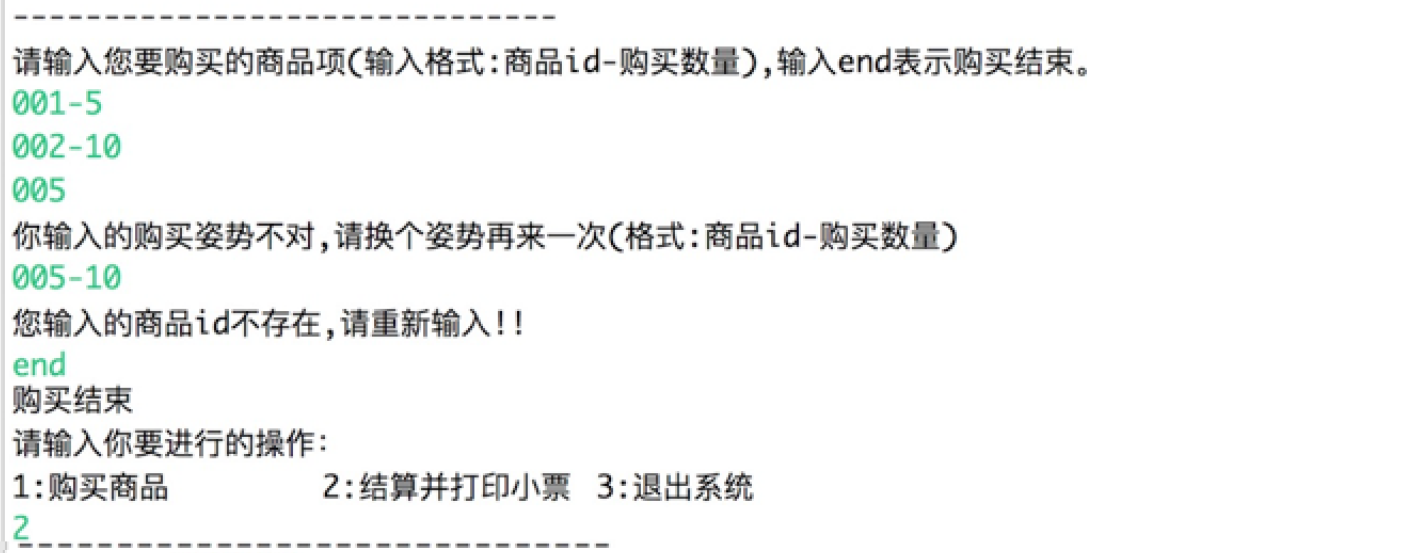 ------------------------------
请输入您要购买的商品项(输入格式:商品id-购买数量),输入end表示购买结束。
001-5
002-10
005
你输入的购买姿势不对,请换个姿势再来一次(格式:商品id-购买数量)
005-10
您输入的商品id不存在,请重新输入!!
end
购买结束
请输入你要进行的操作:
1:购买商品 2:结算并打印小票 3:退出系统
2
--------------------------------